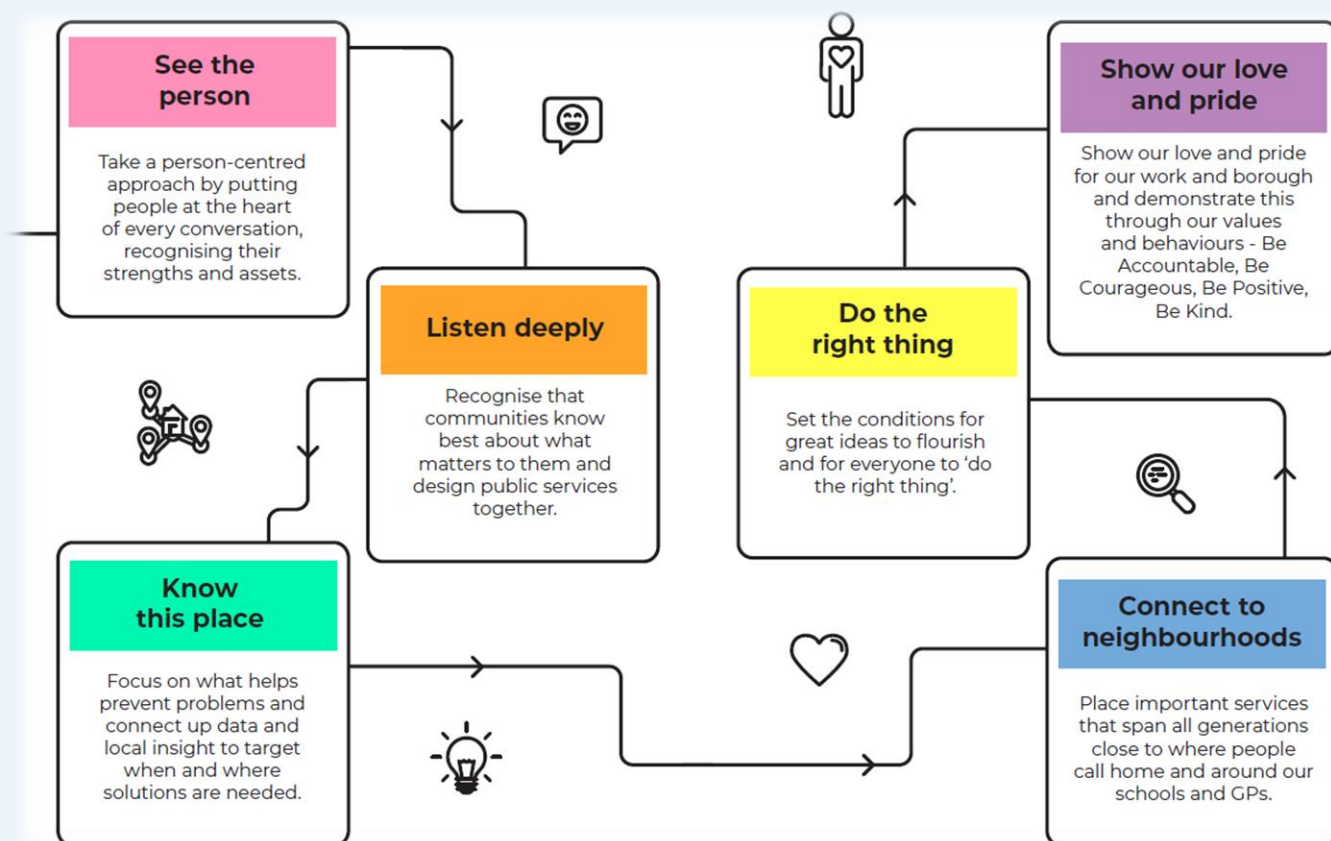 See the
person
Take a person-centred
approach by putting
people at the heart
of every conversation,
recognising their
strengths and assets.
Listen deeply
Recognise that
communities know
best about what
matters to them and
design public services
together.
Know
this place
Focus on what helps
prevent problems and
connect up data and
local insight to target
when and where
solutions are needed.
Connect to
neighbourhoods
Place important services
that span all generations
close to where people
call home and around our
schools and GPs.
Do the
right thing
Set the conditions for
great ideas to flourish
and for everyone to ‘do
the right thing’.
Show our love
and pride
Show our love and pride
for our work and borough
and demonstrate this
through our values
and behaviours - Be
Accountable, Be
Courageous, Be Positive,
Be Kind.